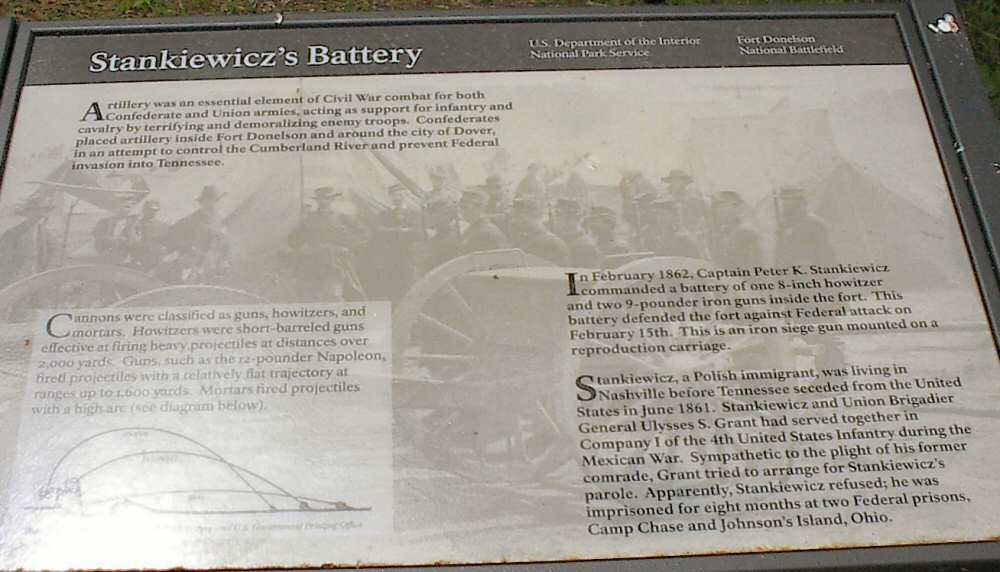 Stankiewicz's Battery
U.S. Department of the Interior
National Park Service
Fort Donelson
National Battlefield
Artillery was an essential element of Civil War combat for both
Confederate and Union armies, acting as support for infantry and
cavalry by terrifying and demoralizing enemy troops. Confederates
placed artillery inside Fort Donelson and around the city of Dover,
in an attempt to control the Cumberland River and prevent Federal
invasion into Tennessee.
Cannons were classified as guns, howitzers, and
mortars. Howitzers were short-barreled guns
effective at firing heavy projectiles at distances over
2,000 yards. Guns, such as the 12-pounder Napoleon,
fired projectiles with a relatively flat trajectory at
ranges up to 1,600 yards. Mortars fired projectiles
with a high arc (see diagram below).
U.S. Government Printing Office
In February 1862, Captain Peter K. Stankiewicz
commanded a battery of one 8-inch howitzer
and two 9-pounder iron guns inside the fort. This
battery defended the fort against Federal attack on
February 15th. This is an iron siege gun mounted on a
reproduction carriage.
Stankiewicz, a Polish immigrant, was living in
Nashville before Tennessee seceded from the United
States in June 1861. Stankiewicz and Union Brigadier
General Ulysses S. Grant had served together in
Company I of the 4th United States Infantry during the
Mexican War. Sympathetic to the plight of his former
comrade, Grant tried to arrange for Stankiewicz's
parole. Apparently, Stankiewicz refused; he was
imprisoned for eight months at two Federal prisons,
Camp Chase and Johnson's Island, Ohio.